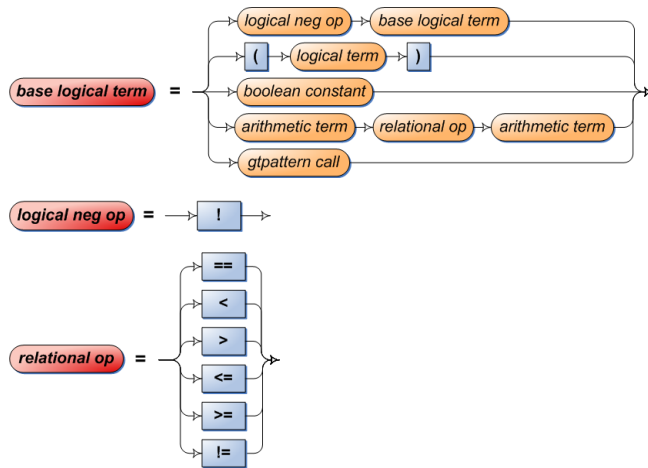 logical neg op base logical term
( logical term )
base logical term = boolean constant
arithmetic term relational op arithmetic term
gtpattern call
logical neg op = !
==
<
>
relational op =
<=
>=
!=